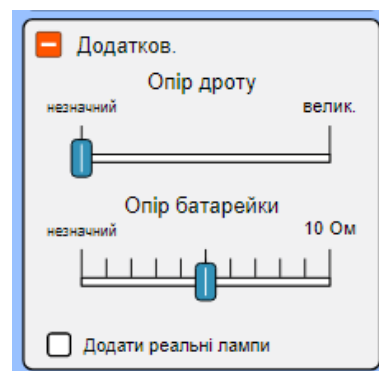 Додатков.
Опір дроту
незначний велик.
Опір батарейки
незначний 10 Ом
Додати реальні лампи